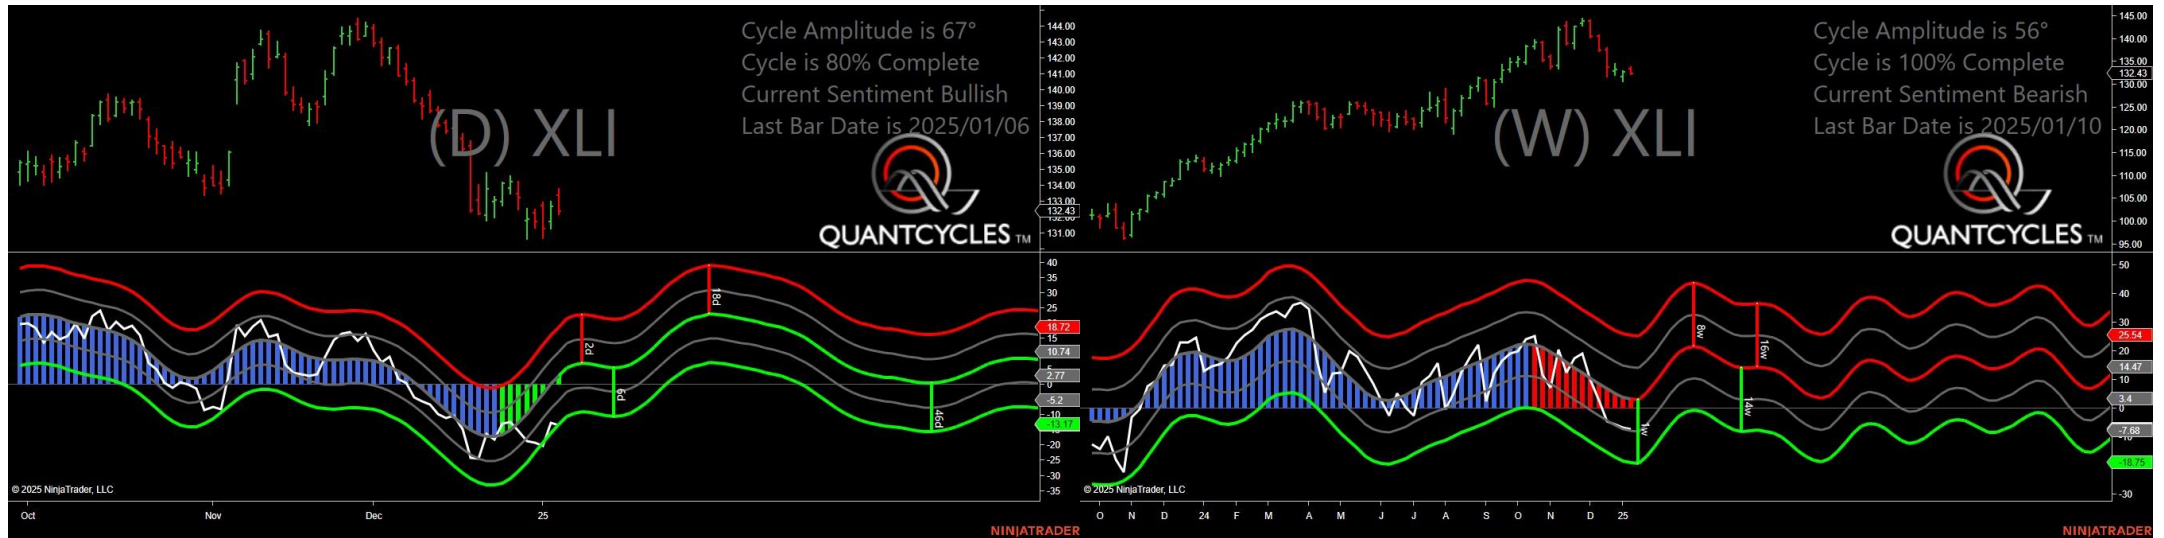 Cycle Amplitude is 67°
Cycle is 80% Complete
Current Sentiment Bullish
Last Bar Date is 2025/01/06
(D) XLI
QUANTCYCLES TM
144.00
143.00
142.00
141.00
140.00
139.00
138.00
137.00
136.00
135.00
134.00
133.00
132.43
131.00
40
35
30
25
18.72
15
10.74
5
2.77
0
-5.2
-10
-13.17
-20
-25
-30
-35
2d
6d
18d
46d
© 2025 NinjaTrader, LLC
Oct
Nov
Dec
25
NINJATRADER
Cycle Amplitude is 56°
Cycle is 100% Complete
Current Sentiment Bearish
Last Bar Date is 2025/01/10
(W) XLI
QUANTCYCLES TM
145.00
140.00
135.00
132.43
130.00
125.00
120.00
115.00
110.00
105.00
100.00
95.00
50
40
30
25.54
20
14.47
10
3.4
0
-7.68
-18.75
-30
1w
8w
14w
16w
© 2025 NinjaTrader, LLC
O
N
D
24
F
M
A
M
J
J
A
S
O
N
D
25
NINJATRADER